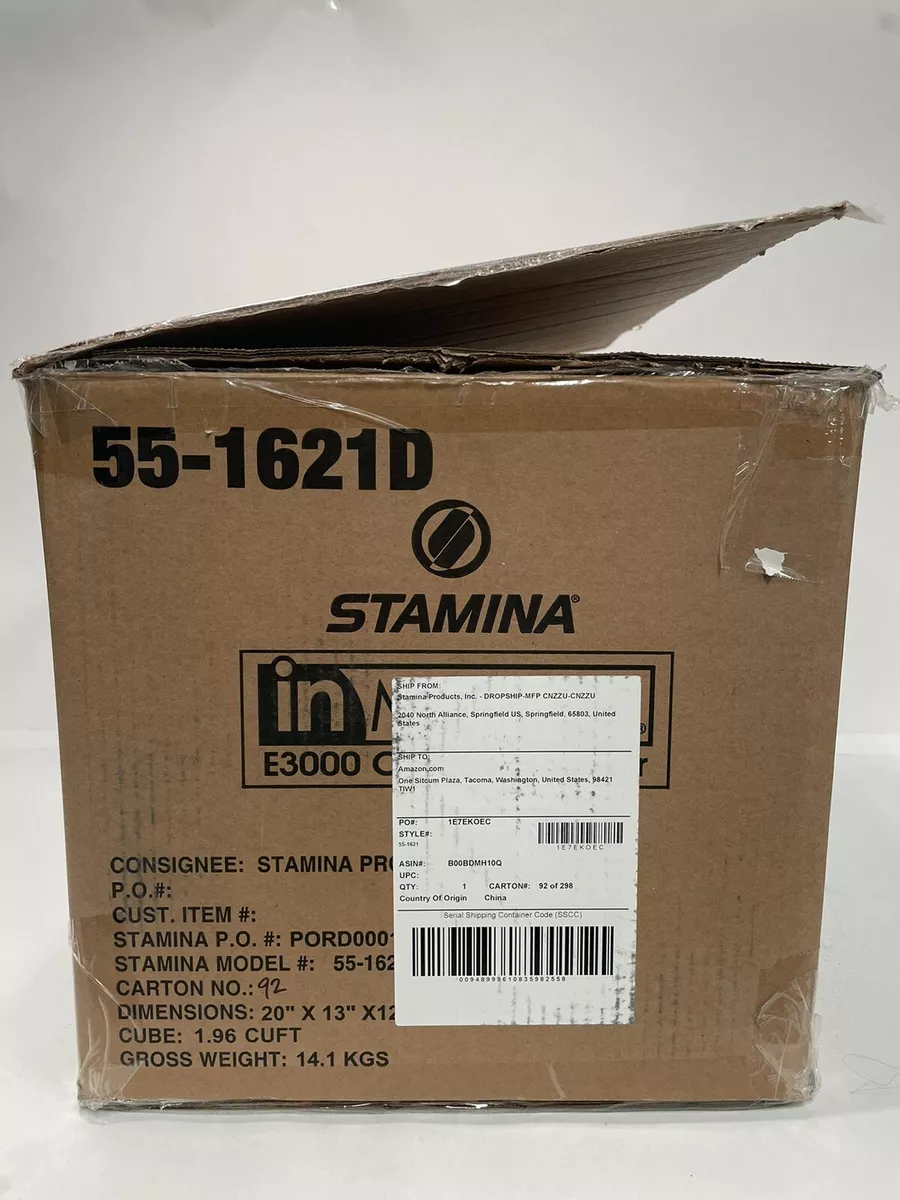 55-1621D
STAMINA®
in M ®
E3000 C r
SHIP FROM:
Stamina Products, Inc. - DROPSHIP-MFP CNZZU-CNZZU
2040 North Alliance, Springfield US, Springfield, 65803, United
States
SHIP TO:
Amazon.com
One Sitcum Plaza, Tacoma, Washington, United States, 98421
TIW1
PO#: 1E7EKOEC
STYLE#:
55-1621
1E7EKOEC
ASIN#: B00BDMH10Q
UPC:
QTY: 1 CARTON#: 92 of 298
Country Of Origin China
Serial Shipping Container Code (SSCC)
00948999610835982558
CONSIGNEE: STAMINA PR
P.O.#:
CUST. ITEM #:
STAMINA P.O. #: PORD0001
STAMINA MODEL #: 55-162
CARTON NO.: 92
DIMENSIONS: 20" X 13" X12
CUBE: 1.96 CUFT
GROSS WEIGHT: 14.1 KGS